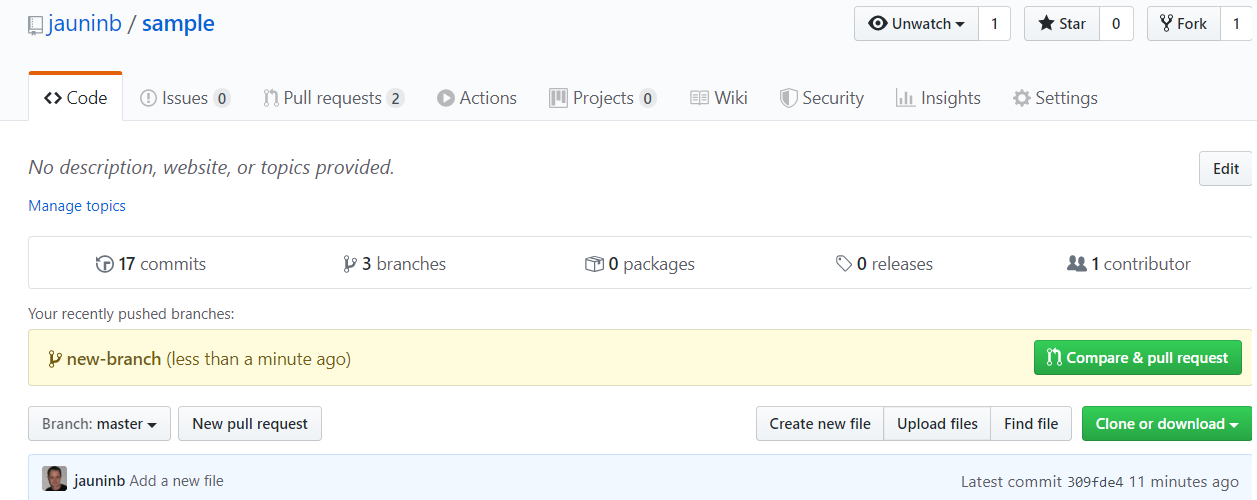 jauninb / sample
Unwatch 1 Star 0 Fork 1
Code Issues 0 Pull requests 2 Actions Projects 0 Wiki Security Insights Settings
No description, website, or topics provided. Edit
Manage topics
17 commits 3 branches 0 packages 0 releases 1 contributor
Your recently pushed branches:
new-branch (less than a minute ago) Compare & pull request
Branch: master New pull request Create new file Upload files Find file Clone or download
jauninb Add a new file Latest commit 309fde4 11 minutes ago